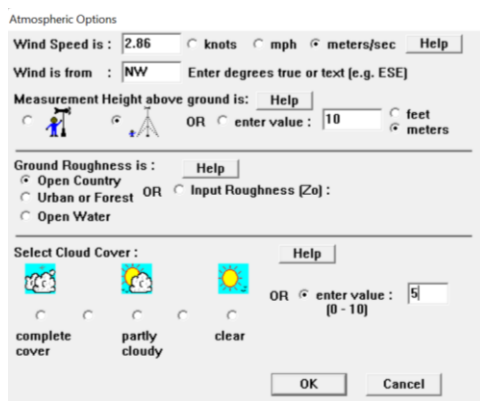 Atmospheric Options
Wind Speed is : 2.86 knots mph meters/sec Help
Wind is from : NW Enter degrees true or text (e.g. ESE)
Measurement Height above ground is: Help
OR enter value : 10 feet
meters
Ground Roughness is : Help
Open Country
Urban or Forest OR Input Roughness (Zo) :
Open Water
Select Cloud Cover : Help
OR enter value : 5
(0 - 10)
complete cover partly cloudy clear
OK Cancel